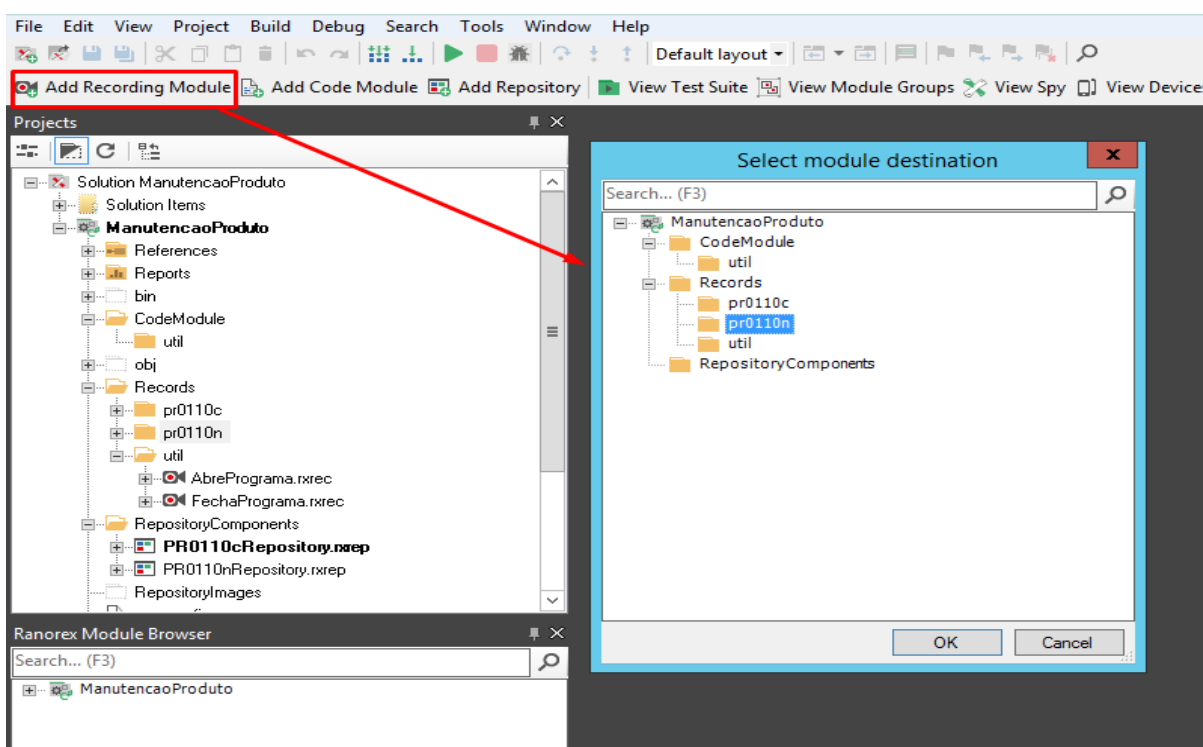 File Edit View Project Build Debug Search Tools Window Help
Default layout
Add Recording Module Add Code Module Add Repository View Test Suite View Module Groups View Spy View Device
Projects
Solution ManutencaoProduto
Solution Items
ManutencaoProduto
References
Reports
bin
CodeModule
util
obj
Records
pr0110c
pr0110n
util
AbrePrograma.rxrec
FechaPrograma.rxrec
RepositoryComponents
PR0110cRepository.rxrep
PR0110nRepository.rxrep
RepositoryImages
Ranorex Module Browser
Search... (F3)
ManutencaoProduto
Select module destination
Search... (F3)
ManutencaoProduto
CodeModule
util
Records
pr0110c
pr0110n
util
RepositoryComponents
OK Cancel